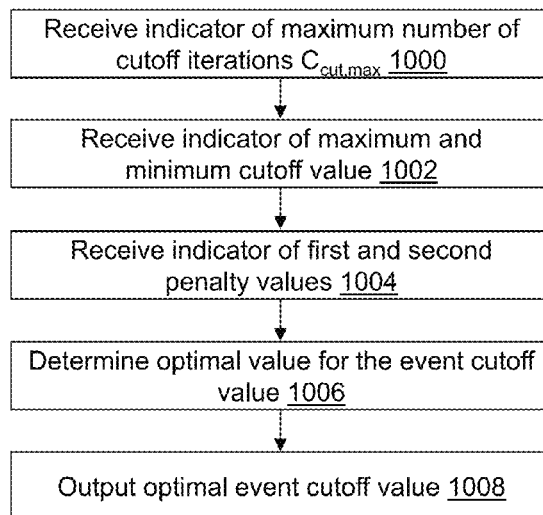 Receive indicator of maximum number of
cutoff iterations Ccut,max 1000
Receive indicator of maximum and
minimum cutoff value 1002
Receive indicator of first and second
penalty values 1004
Determine optimal value for the event cutoff
value 1006
Output optimal event cutoff value 1008